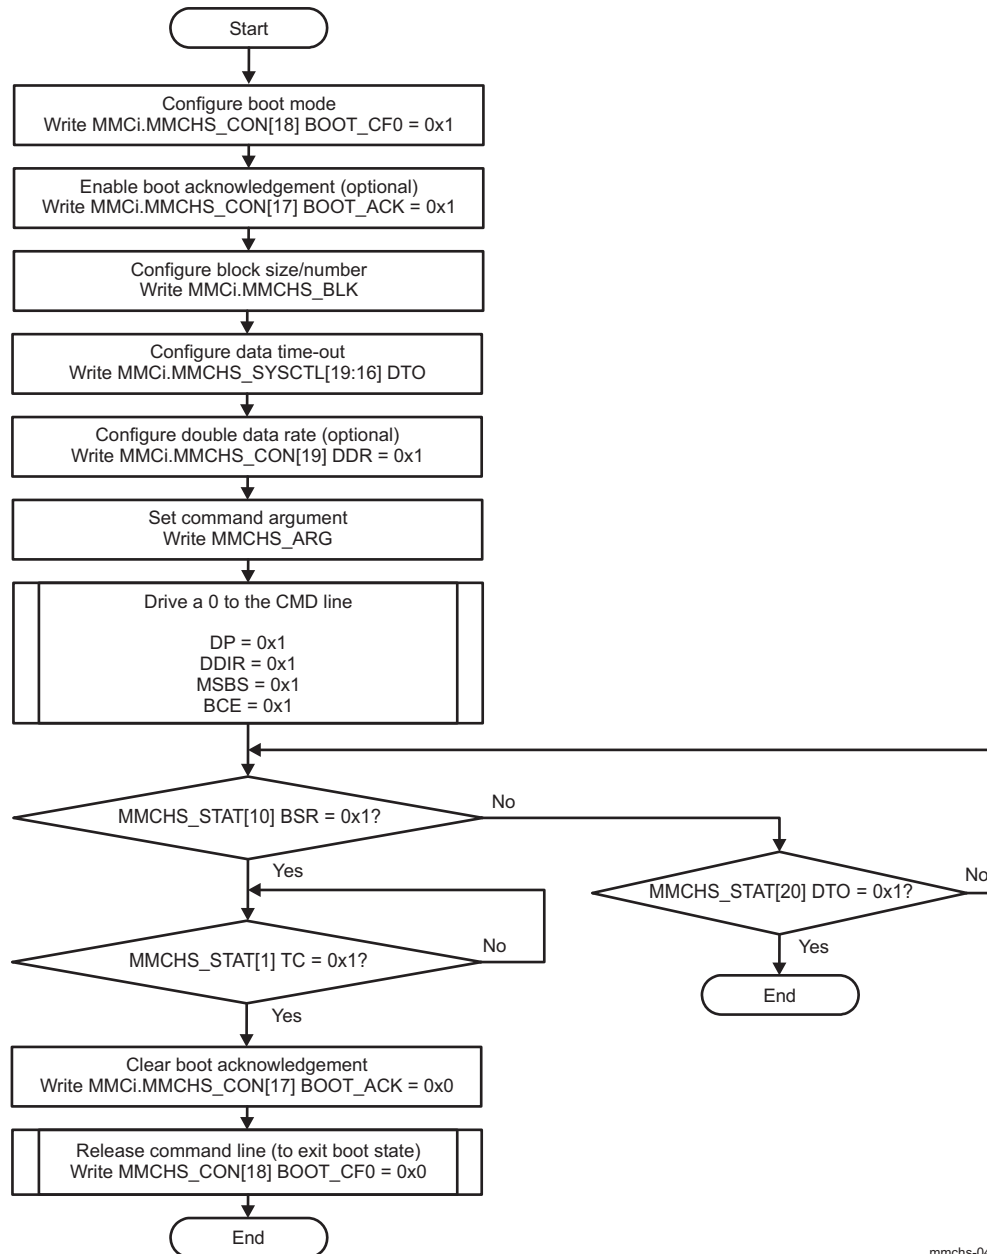 Start
Configure boot mode
Write MMCi.MMCHS_CON[18] BOOT_CF0 = 0x1
Enable boot acknowledgement (optional)
Write MMCi.MMCHS_CON[17] BOOT_ACK = 0x1
Configure block size/number
Write MMCi.MMCHS_BLK
Configure data time-out
Write MMCi.MMCHS_SYSCTL[19:16] DTO
Configure double data rate (optional)
Write MMCi.MMCHS_CON[19] DDR = 0x1
Set command argument
Write MMCHS_ARG
Drive a 0 to the CMD line
DP = 0x1
DDIR = 0x1
MSBS = 0x1
BCE = 0x1
MMCHS_STAT[10] BSR = 0x1?
No
Yes
MMCHS_STAT[20] DTO = 0x1?
No
Yes
End
MMCHS_STAT[1] TC = 0x1?
No
Yes
Clear boot acknowledgement
Write MMCi.MMCHS_CON[17] BOOT_ACK = 0x0
Release command line (to exit boot state)
Write MMCHS_CON[18] BOOT_CF0 = 0x0
End